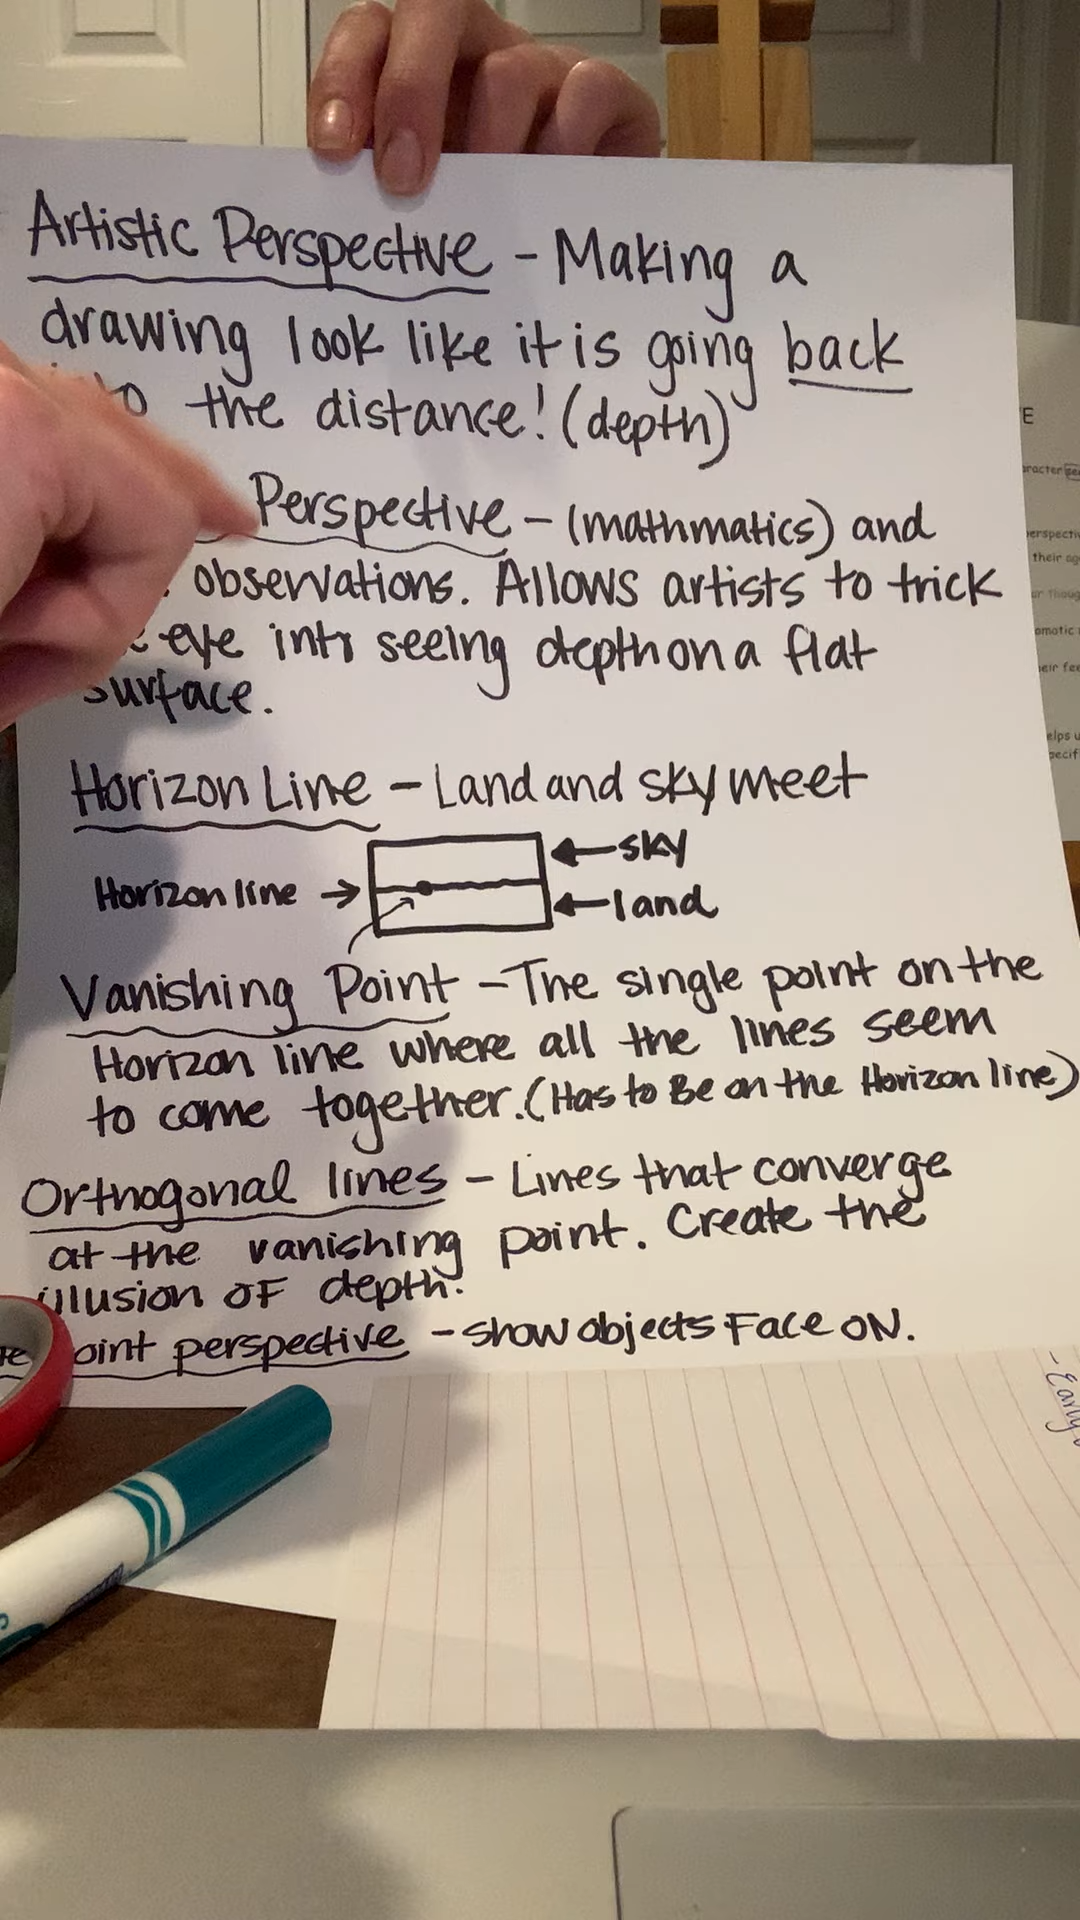 Artistic Perspective - Making a
drawing look like it is going back
the distance! (depth)
Perspective - (mathmatics) and
observations. Allows artists to trick
eye into seeing depth on a flat
surface.
Horizon Line - Land and sky meet
sky
Horizon line
land
Vanishing Point - The single point on the
Horizon line where all the lines seem
to come together. (Has to Be on the Horizon line)
Orthogonal lines - Lines that converge
at the vanishing point. Create the
illusion OF depth.
oint perspective - show objects Face ON.
E
their
- Early